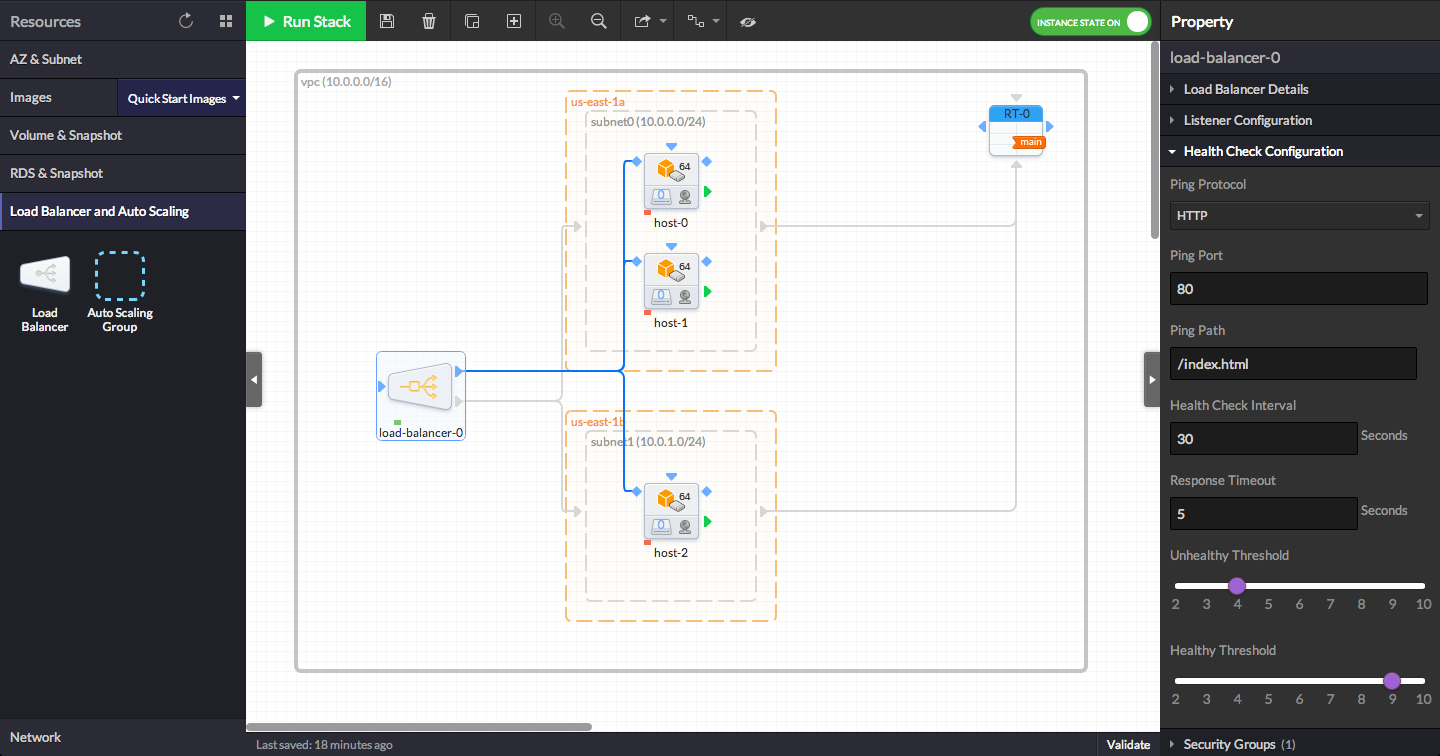 Resources
Run Stack
INSTANCE STATE ON
Property
AZ & Subnet
Images
Quick Start Images
Volume & Snapshot
RDS & Snapshot
Load Balancer and Auto Scaling
Load
Balancer
Auto Scaling
Group
Network
vpc (10.0.0.0/16)
us-east-1a
subnet0 (10.0.0.0/24)
64
0
host-0
64
0
host-1
load-balancer-0
us-east-1b
subnet1 (10.0.1.0/24)
64
0
host-2
RT-0
main
Last saved: 18 minutes ago
Validate
load-balancer-0
Load Balancer Details
Listener Configuration
Health Check Configuration
Ping Protocol
HTTP
Ping Port
80
Ping Path
/index.html
Health Check Interval
30 Seconds
Response Timeout
5 Seconds
Unhealthy Threshold
2 3 4 5 6 7 8 9 10
Healthy Threshold
2 3 4 5 6 7 8 9 10
Security Groups (1)